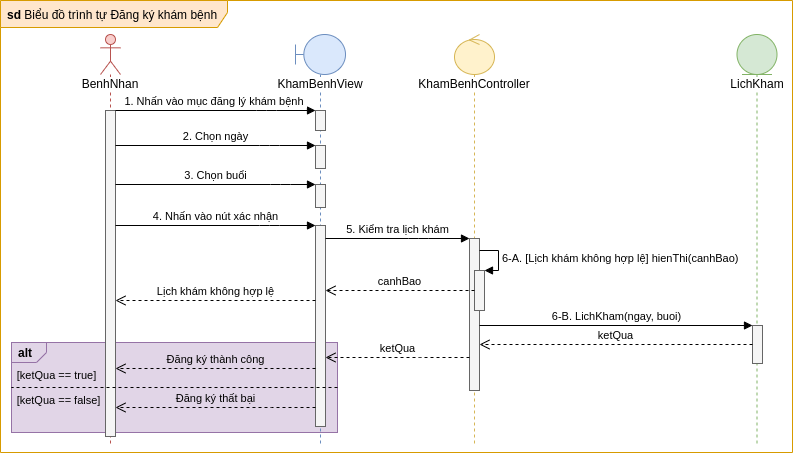 sd Biểu đồ trình tự Đăng ký khám bệnh
BenhNhan
KhamBenhView
KhamBenhController
LichKham
1. Nhấn vào mục đăng lý khám bệnh
2. Chọn ngày
3. Chọn buổi
4. Nhấn vào nút xác nhận
5. Kiểm tra lịch khám
6-A. [Lịch khám không hợp lệ] hienThi(canhBao)
canhBao
Lịch khám không hợp lệ
6-B. LichKham(ngay, buoi)
ketQua
ketQua
alt
Đăng ký thành công
[ketQua == true]
[ketQua == false]
Đăng ký thất bại